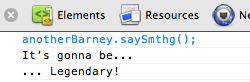 Elements Resources
anotherBarney.saySmthg();
It's gonna be...
... Legendary!